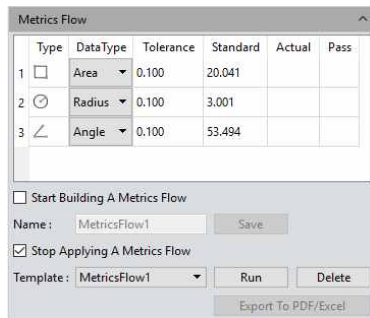 Metrics Flow
Type DataType Tolerance Standard Actual Pass
1 Area 0.100 20.041
2 Radius 0.100 3.001
3 Angle 0.100 53.494
Start Building A Metrics Flow
Name : MetricsFlow1 Save
Stop Applying A Metrics Flow
Template : MetricsFlow1 Run Delete
Export To PDF/Excel